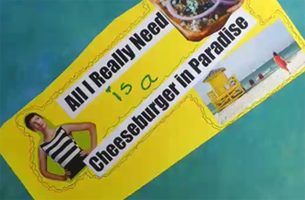 All I Really Need
is a
Cheeseburger in Paradise